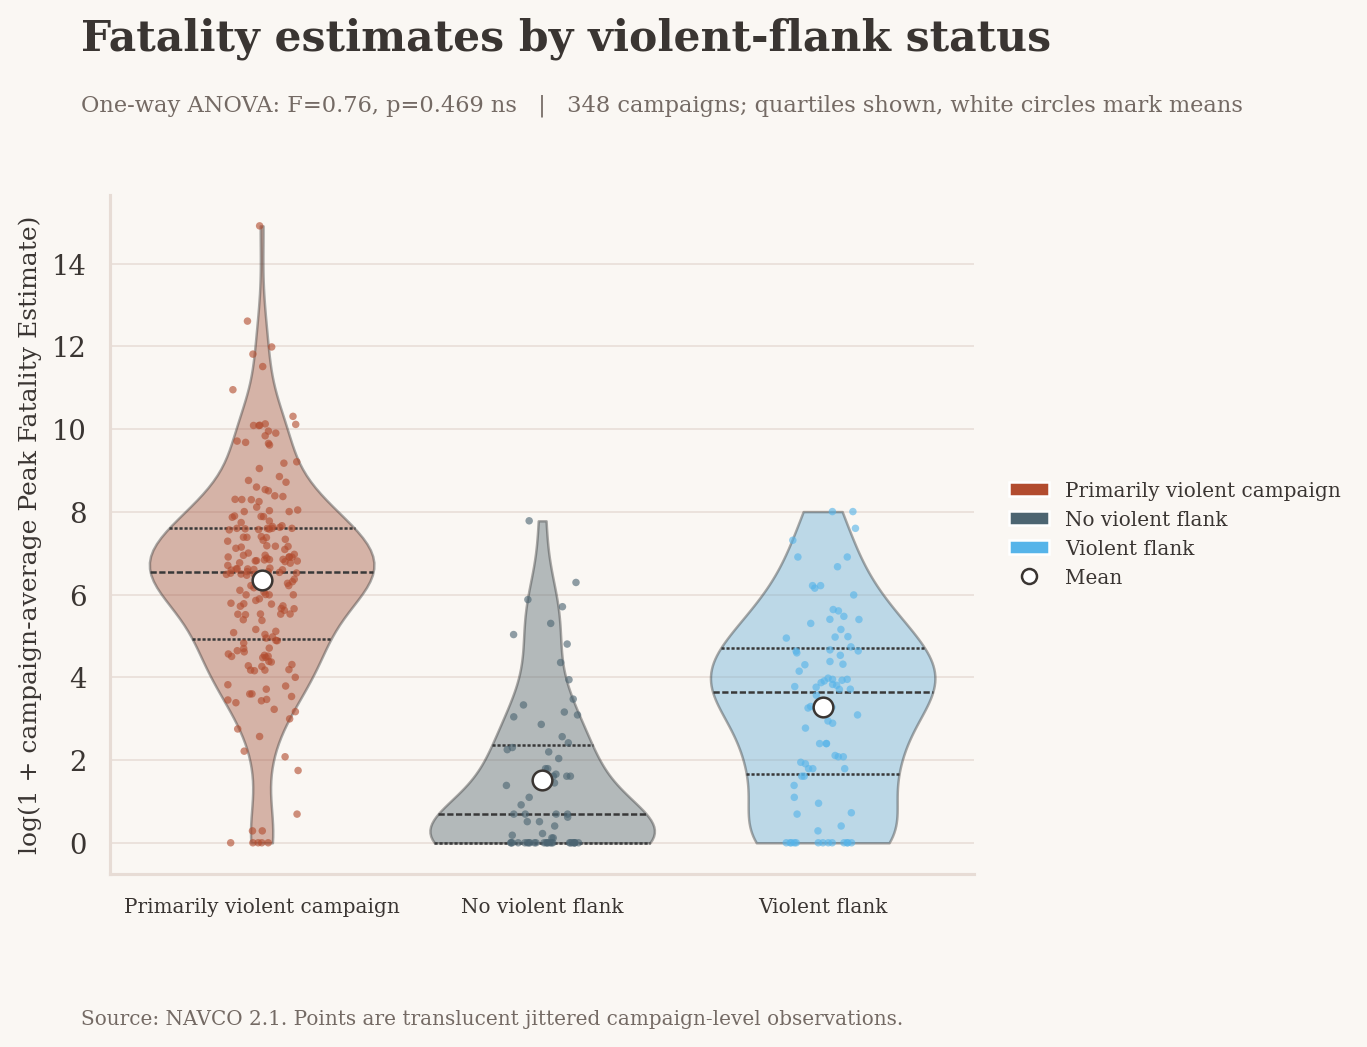 Fatality estimates by violent-flank status
One-way ANOVA: F=0.76, p=0.469 ns | 348 campaigns; quartiles shown, white circles mark means
log(1 + campaign-average Peak Fatality Estimate)
14
12
10
8
6
4
2
0
Primarily violent campaign
No violent flank
Violent flank
Primarily violent campaign
No violent flank
Violent flank
Mean
Source: NAVCO 2.1. Points are translucent jittered campaign-level observations.